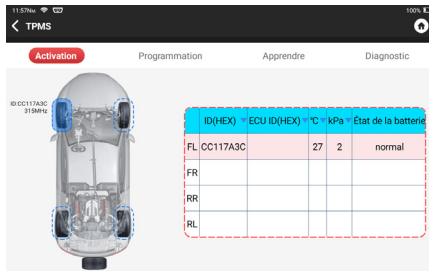 11:57NM 100%
TPMS
Activation Programmation Apprendre Diagnostic
ID:CC117A3C
315MHz
ID(HEX) ECU ID(HEX) °C kPa État de la batterie
FL CC117A3C 27 2 normal
FR
RR
RL